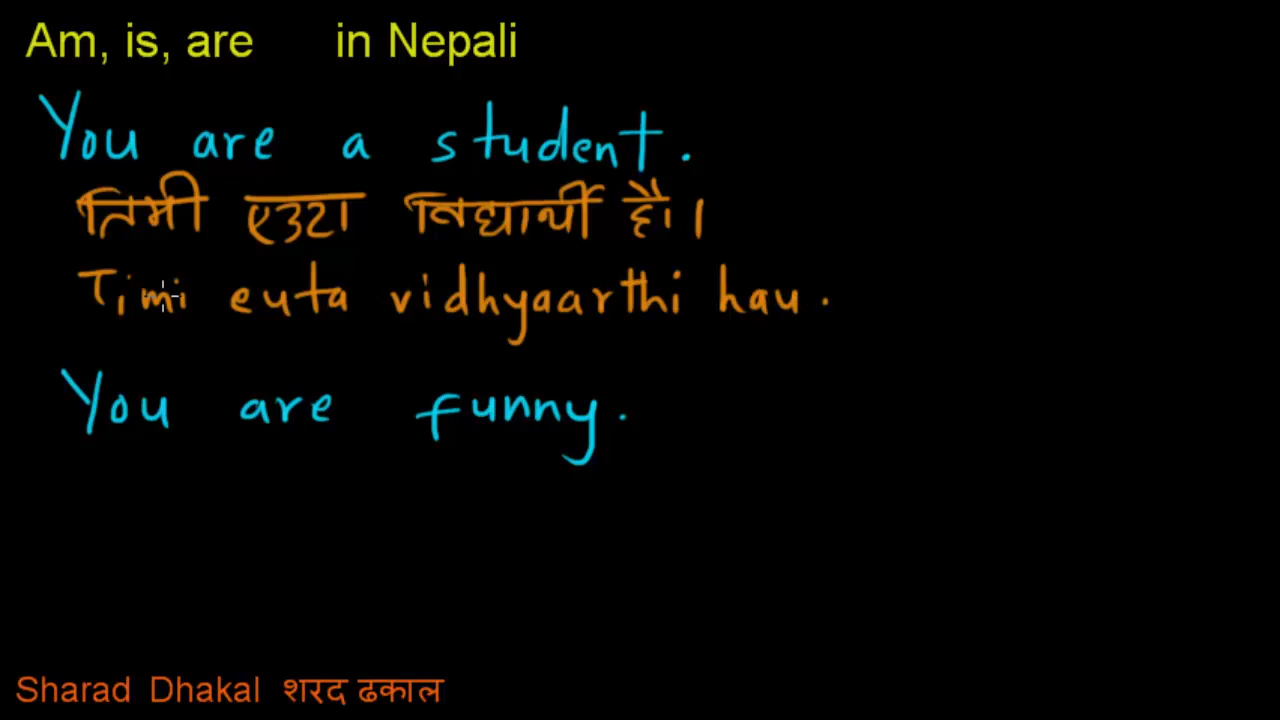 Am, is, are in Nepali
You are a student.
तिमी एउटा विद्यार्थी हौ।
Timi euta vidhyaarthi hau.
You are funny.
Sharad Dhakal शरद ढकाल